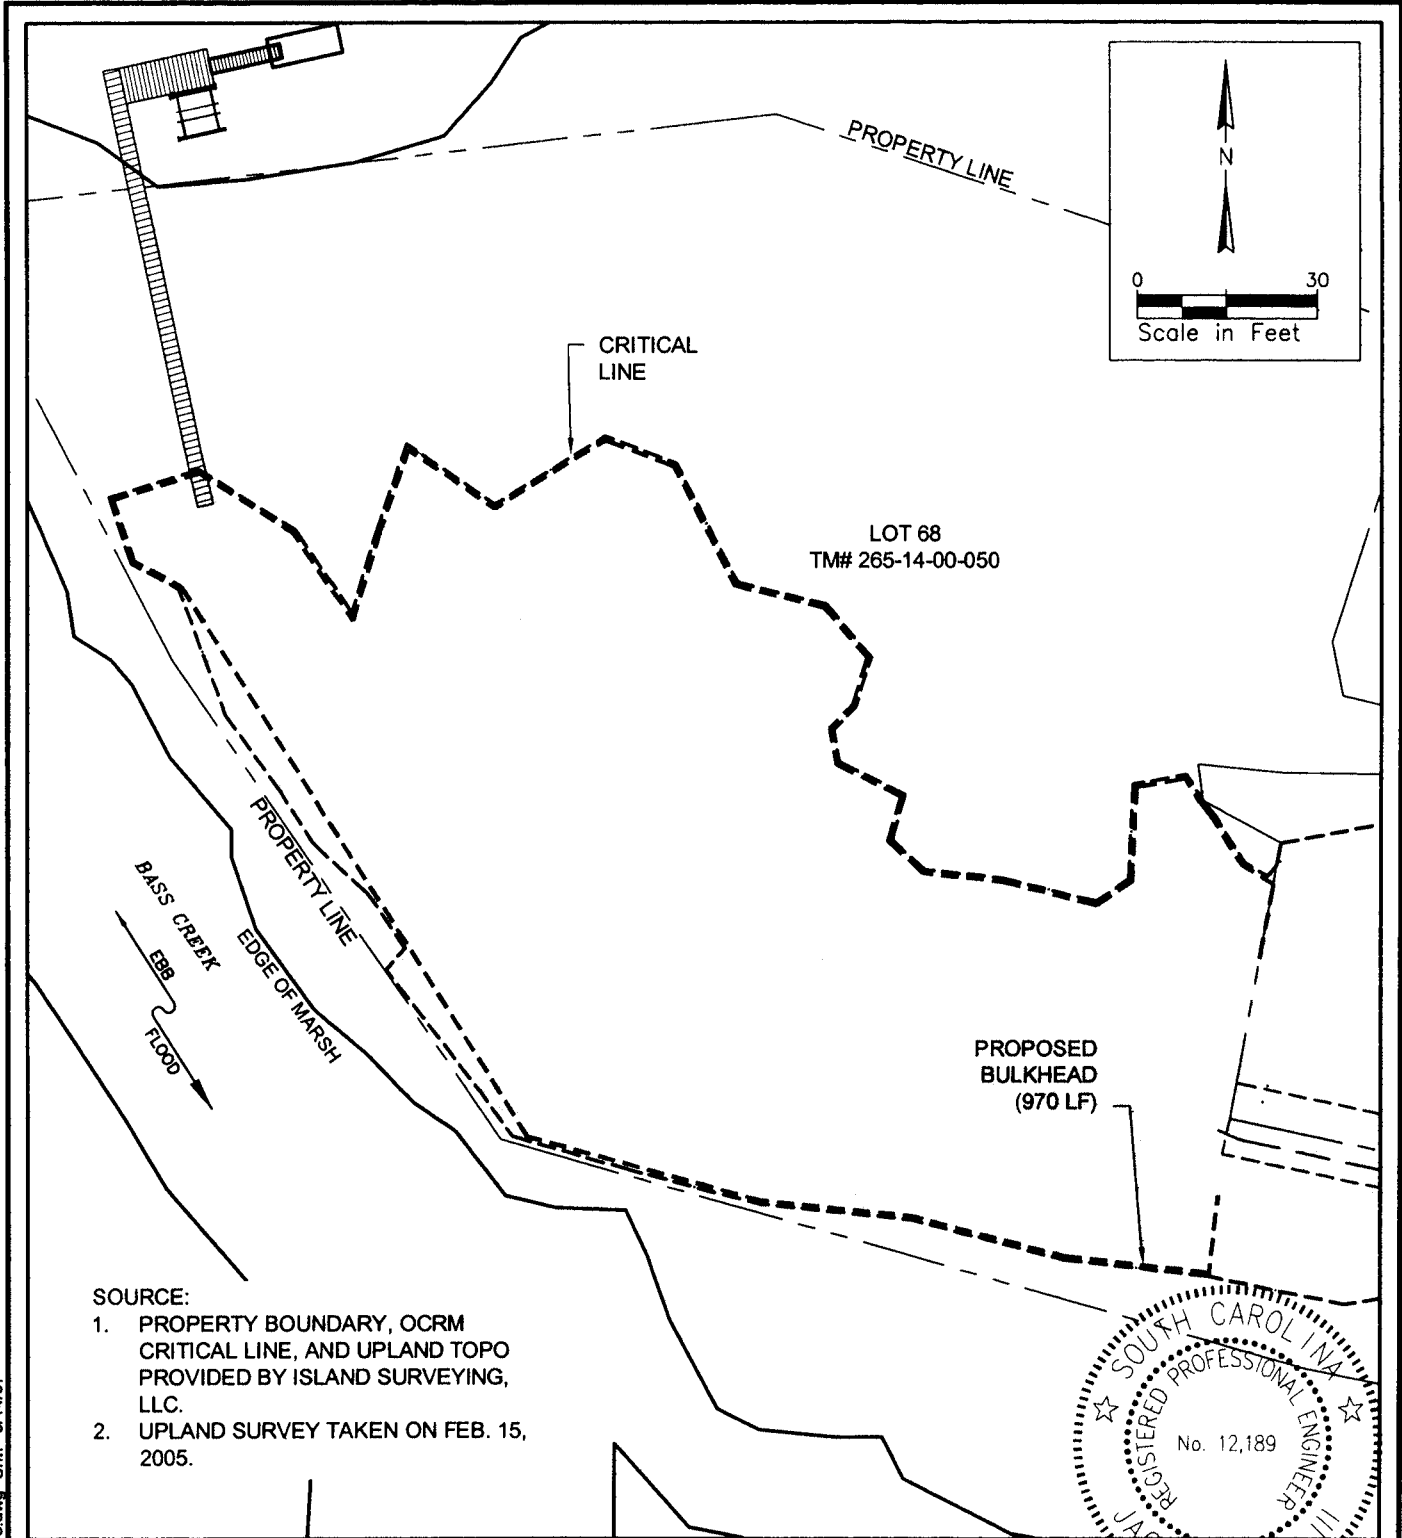 PROPERTY LINE
N
0 30
Scale in Feet
CRITICAL
LINE
LOT 68
TM# 265-14-00-050
PROPERTY LINE
BASS CREEK
EBB
FLOOD
EDGE OF MARSH
PROPOSED
BULKHEAD
(970 LF)
SOURCE:
1. PROPERTY BOUNDARY, OCRM
CRITICAL LINE, AND UPLAND TOPO
PROVIDED BY ISLAND SURVEYING,
LLC.
2. UPLAND SURVEY TAKEN ON FEB. 15,
2005.
SOUTH CAROLINA
REGISTERED PROFESSIONAL ENGINEER
No. 12,189